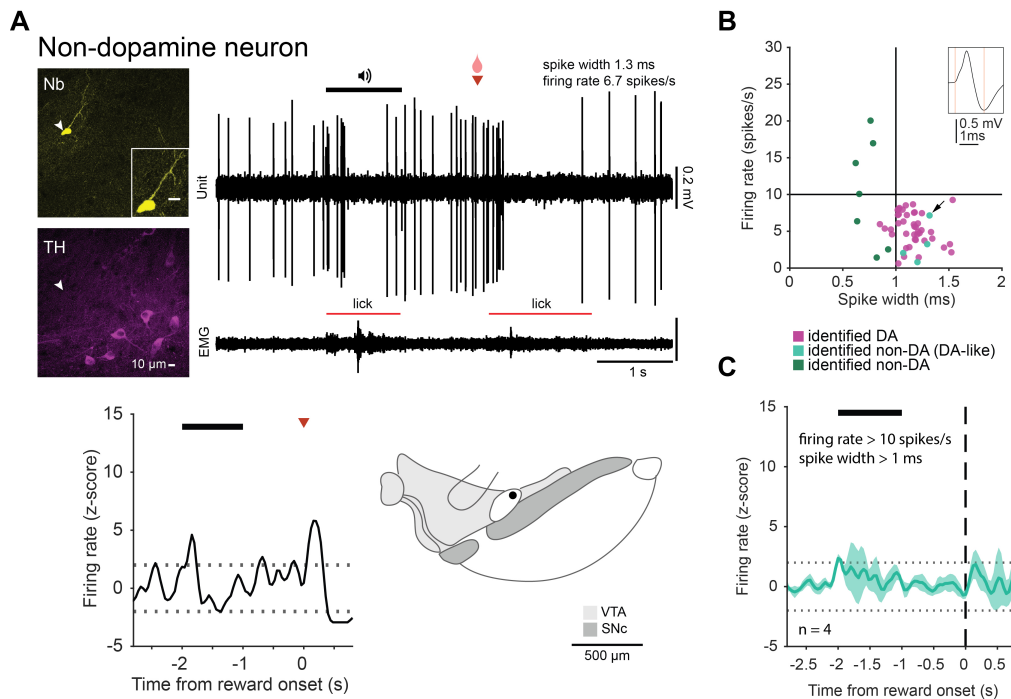 A
Non-dopamine neuron
Nb
TH
10 µm
spike width 1.3 ms
firing rate 6.7 spikes/s
Unit
0.2 mV
lick
lick
EMG
1 s
15
10
5
0
-5
Firing rate (z-score)
-2
-1
0
Time from reward onset (s)
VTA
SNc
500 µm
B
30
25
20
15
10
5
0
Firing rate (spikes/s)
0
0.5
1
1.5
2
Spike width (ms)
0.5 mV
1ms
identified DA
identified non-DA (DA-like)
identified non-DA
C
15
10
5
0
-5
Firing rate (z-score)
firing rate > 10 spikes/s
spike width > 1 ms
n = 4
-2.5
-2
-1.5
-1
-0.5
0
0.5
Time from reward onset (s)